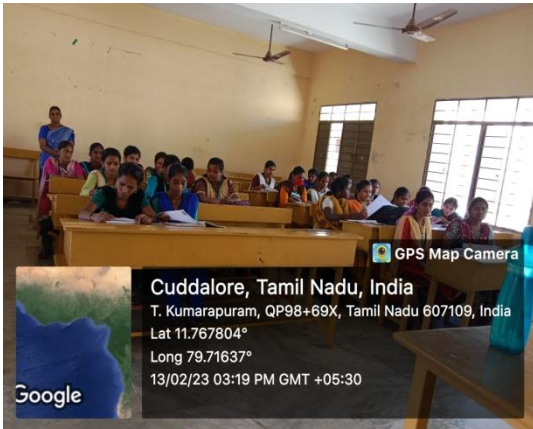 GPS Map Camera
Cuddalore, Tamil Nadu, India
T. Kumarapuram, QP98+69X, Tamil Nadu 607109, India
Lat 11.767804°
Long 79.71637°
13/02/23 03:19 PM GMT +05:30
Google